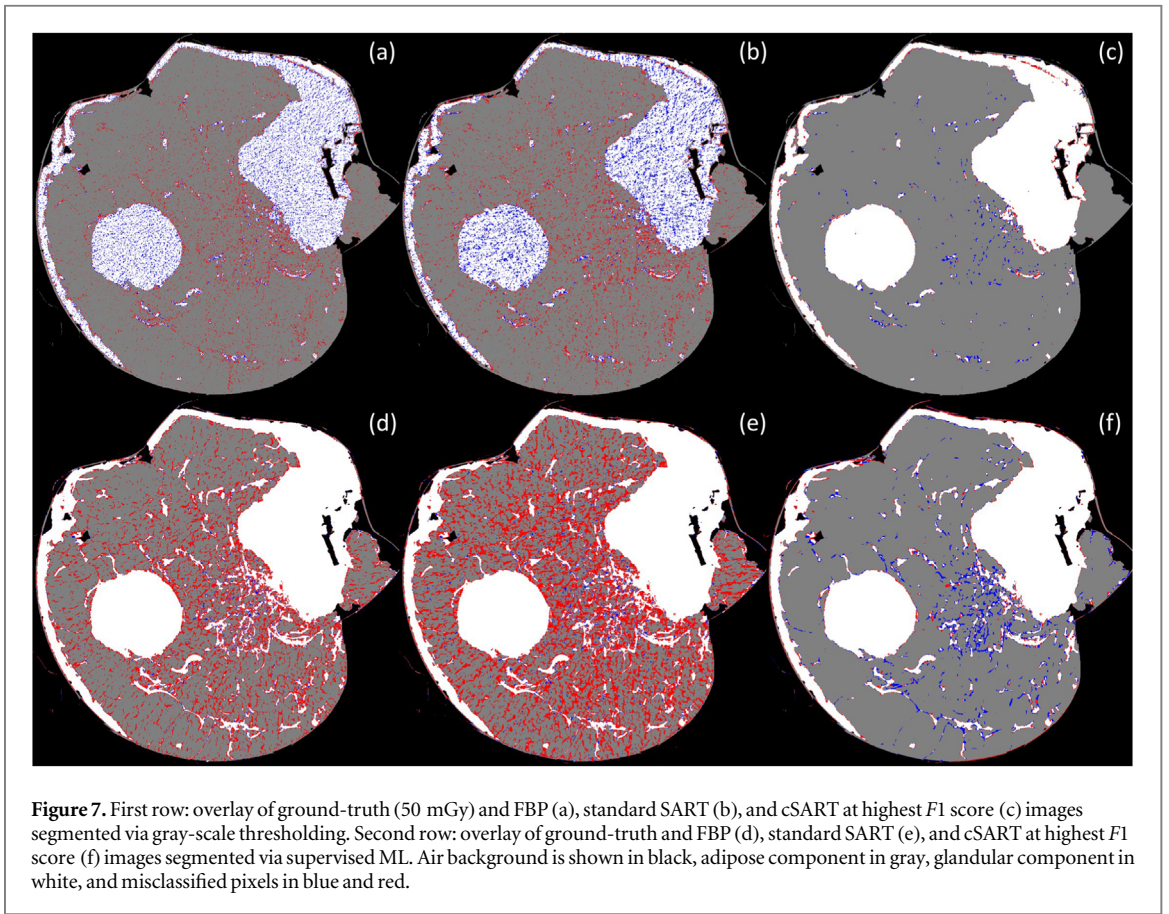 (a)
(b)
(c)
(d)
(e)
(f)
Figure 7. First row: overlay of ground-truth (50 mGy) and FBP (a), standard SART (b), and cSART at highest F1 score (c) images
segmented via gray-scale thresholding. Second row: overlay of ground-truth and FBP (d), standard SART (e), and cSART at highest F1
score (f) images segmented via supervised ML. Air background is shown in black, adipose component in gray, glandular component in
white, and misclassified pixels in blue and red.